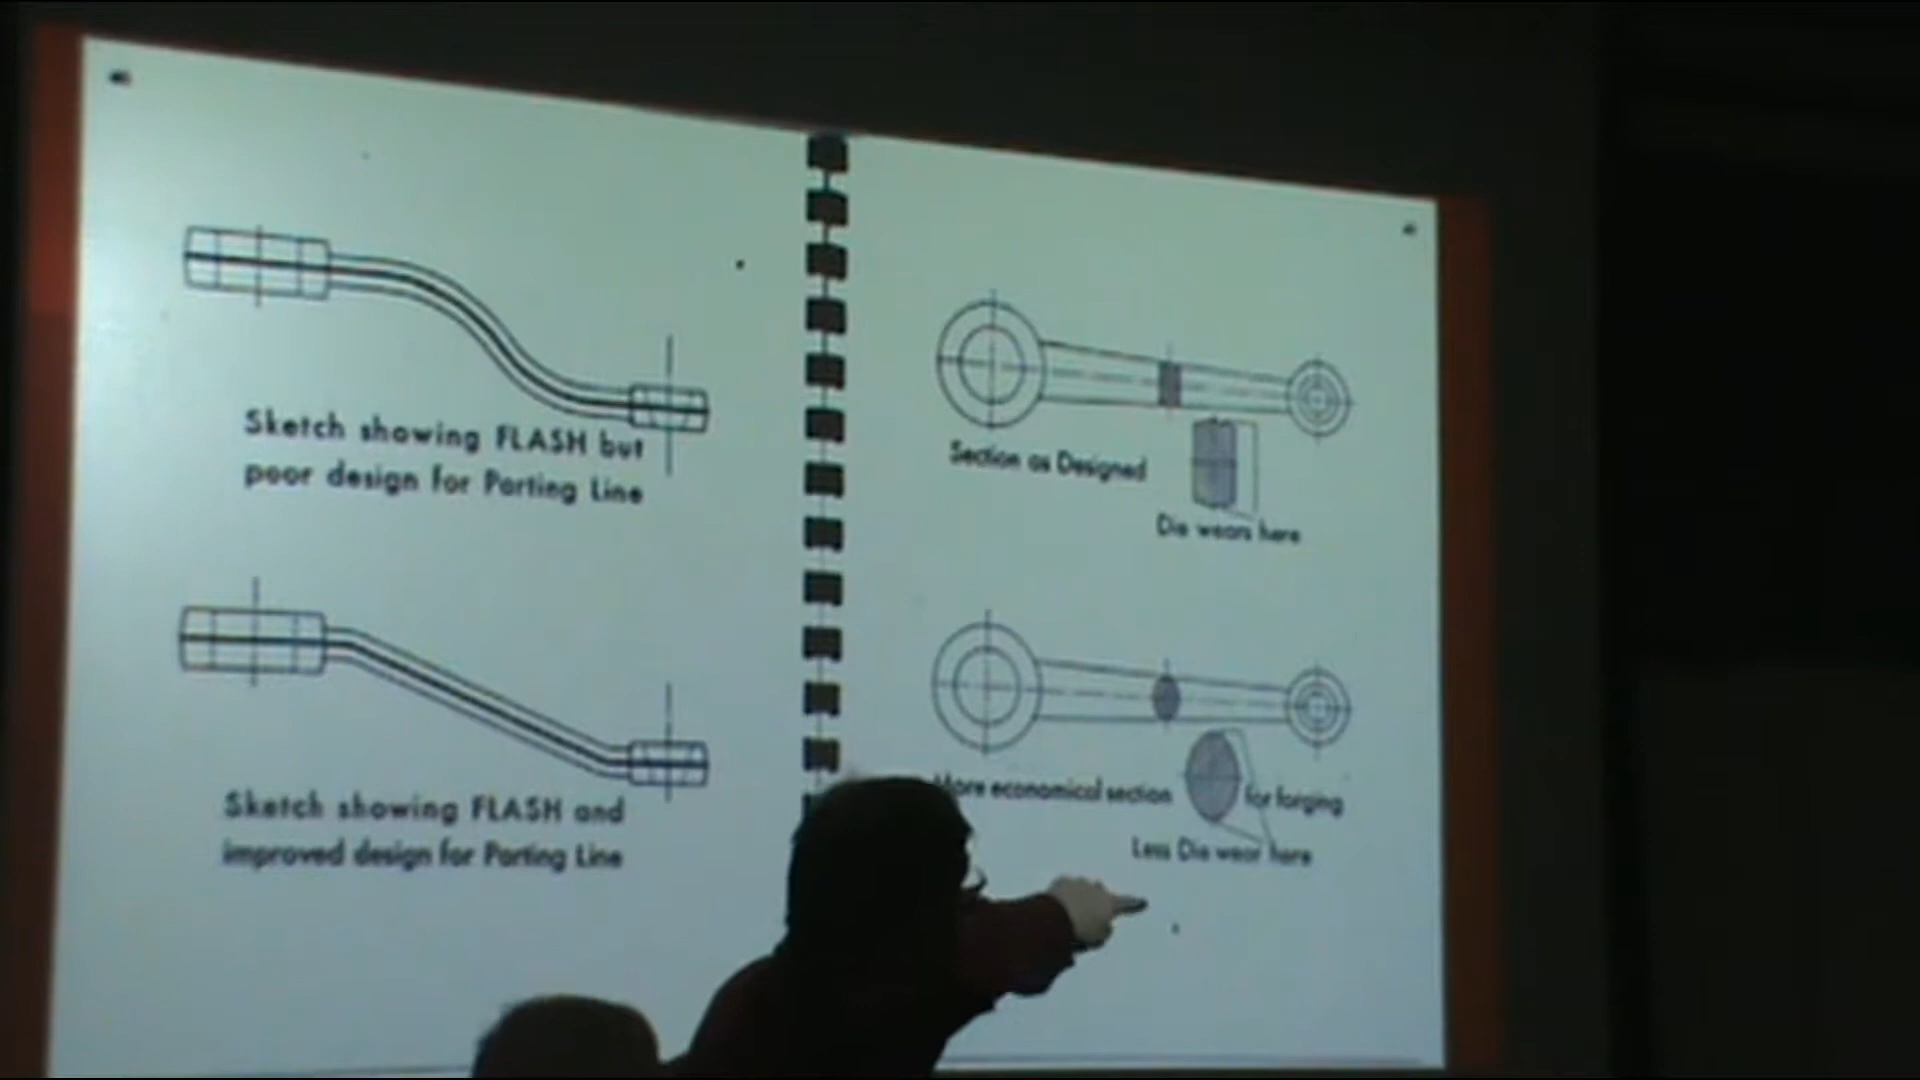 Sketch showing FLASH but
poor design for Parting Line
Sketch showing FLASH and
improved design for Parting Line
Section as Designed
Die wears here
More economical section for forging
Less Die wear here